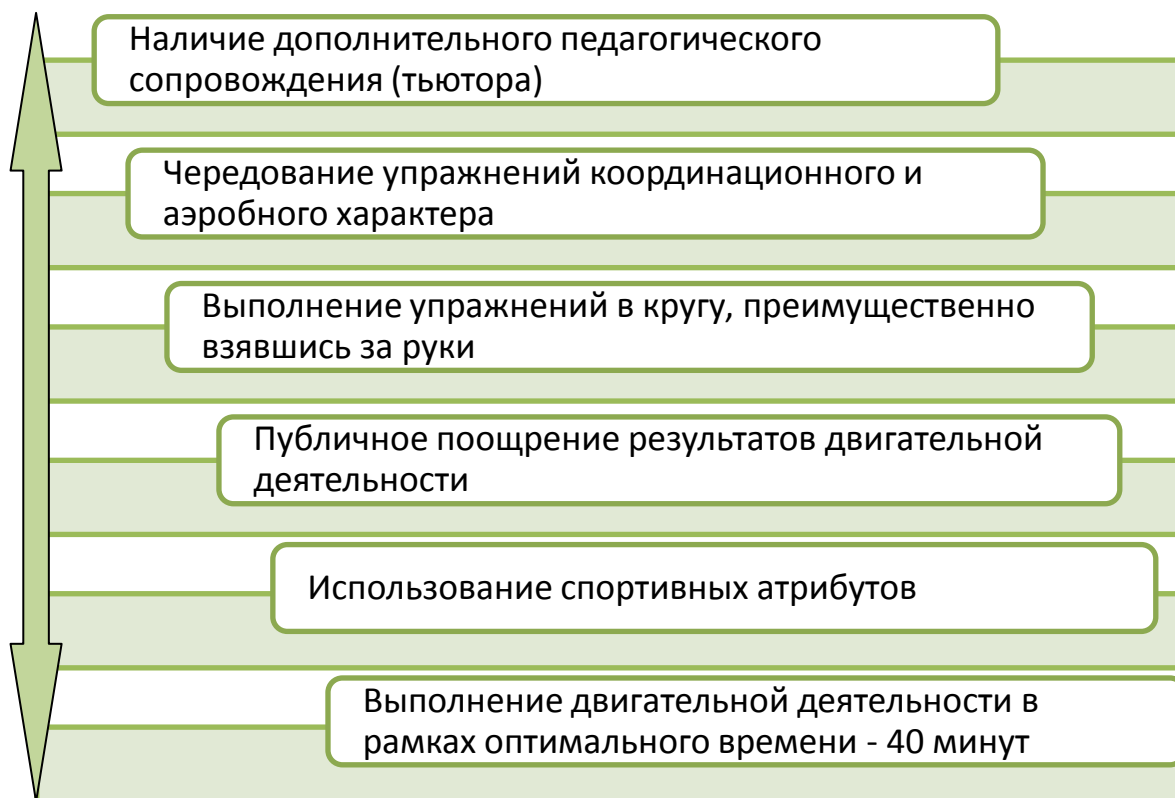 Наличие дополнительного педагогического
сопровождения (тьютора)
Чередование упражнений координационного и
аэробного характера
Выполнение упражнений в кругу, преимущественно
взявшись за руки
Публичное поощрение результатов двигательной
деятельности
Использование спортивных атрибутов
Выполнение двигательной деятельности в
рамках оптимального времени - 40 минут